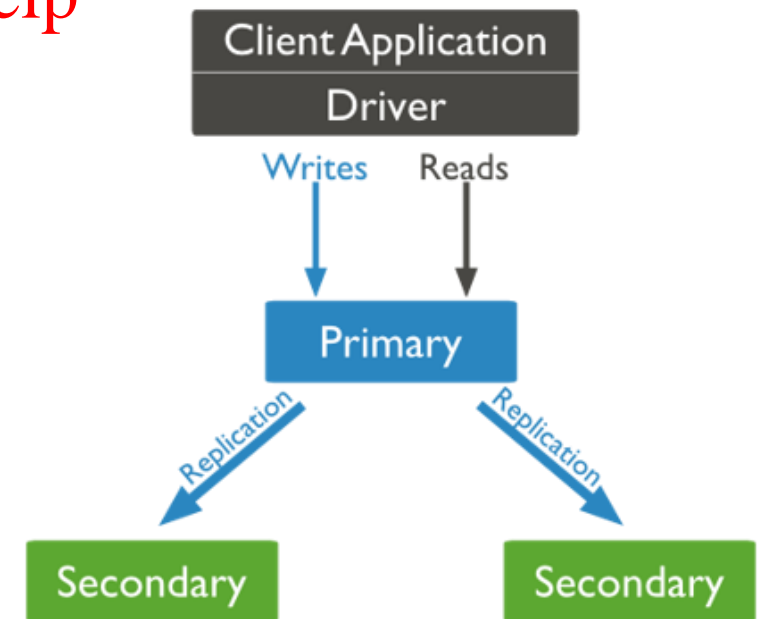 Client Application
Driver
Writes Reads
Primary
Replication Replication
Secondary Secondary